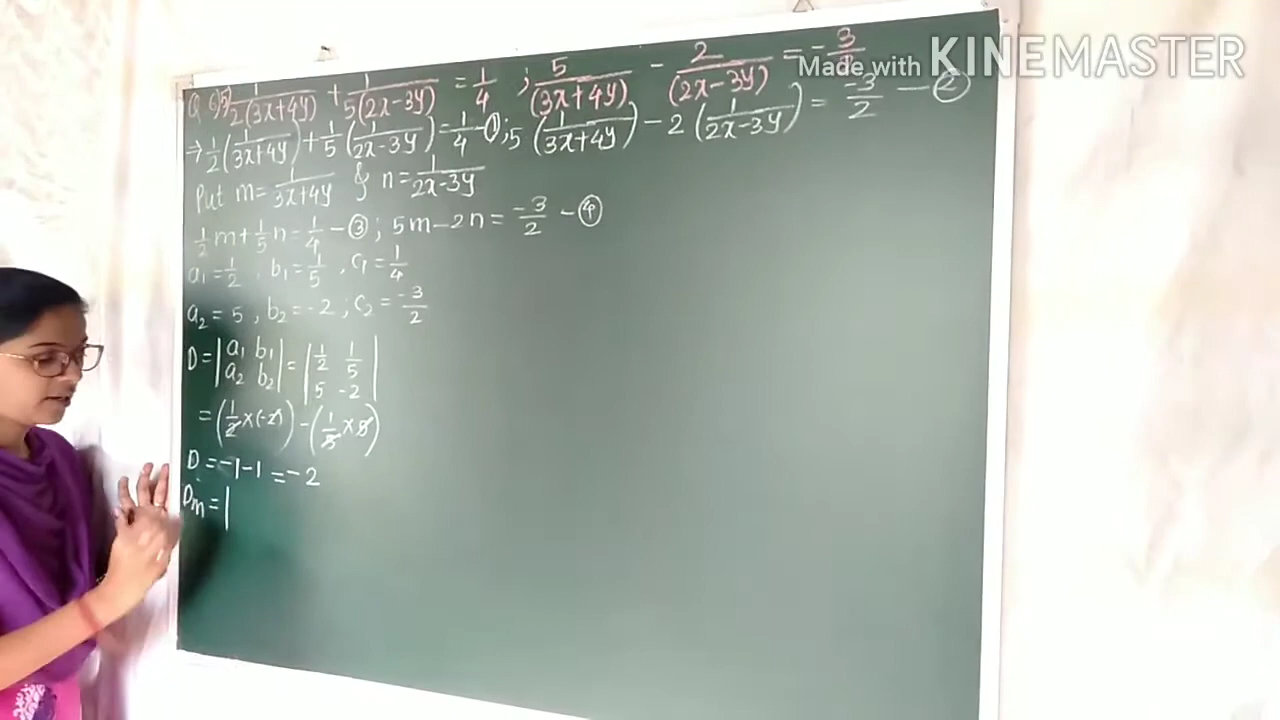 Made with KINEMASTER
Q 6) 5) 1/2(3x+4y) + 1/5(2x-3y) = 1/4 ; 5/(3x+4y) - 2/(2x-3y) = -3/2
⇒ 1/2 (1/3x+4y) + 1/5 (1/2x-3y) = 1/4 -①; 5 (1/3x+4y) - 2 (1/2x-3y) = -3/2 - ②
Put m = 1/3x+4y & n = 1/2x-3y
1/2 m + 1/5 n = 1/4 - ③ ; 5m - 2n = -3/2 - ④
a₁ = 1/2 , b₁ = 1/5 , c₁ = 1/4
a₂ = 5 , b₂ = -2 ; c₂ = -3/2
D = |a₁ b₁| = |1/2 1/5|
|a₂ b₂| |5 -2|
= (1/2 × (-2)) - (1/5 × 5)
D = -1 - 1 = -2
Dm = |